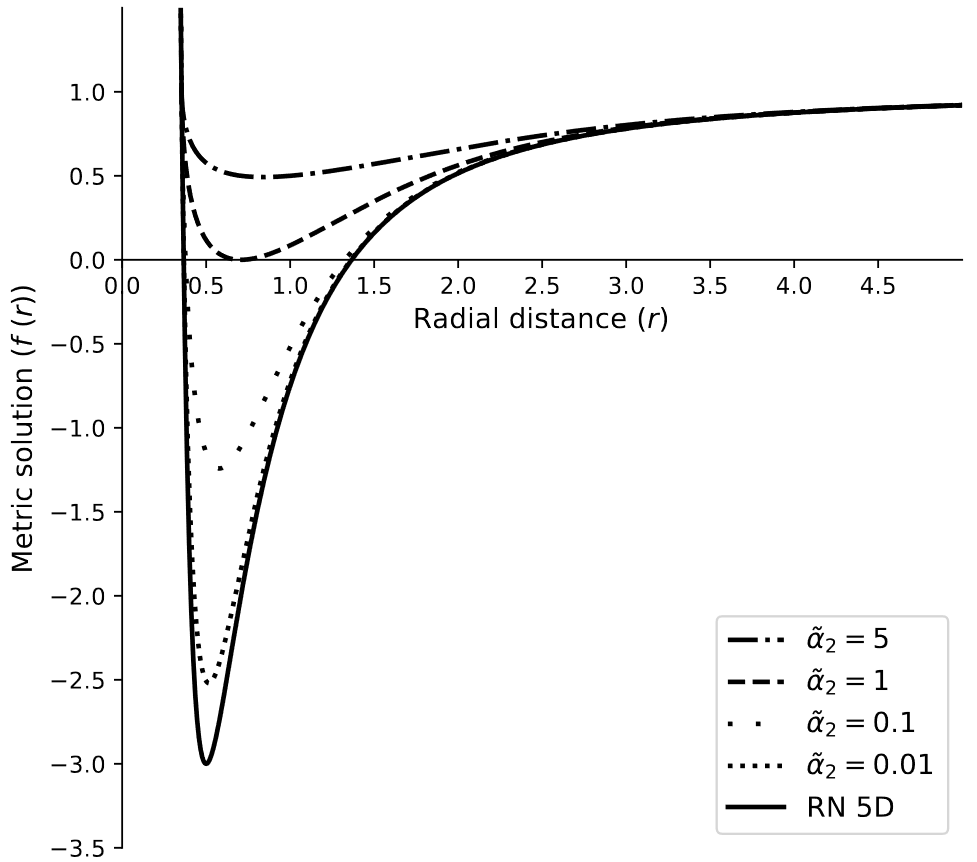 1.0
0.5
0.0
−0.5
−1.0
−1.5
−2.0
−2.5
−3.0
−3.5
0.0 0.5 1.0 1.5 2.0 2.5 3.0 3.5 4.0 4.5
Radial distance (r)
Metric solution (f (r))
α̃₂ = 5
α̃₂ = 1
α̃₂ = 0.1
α̃₂ = 0.01
RN 5D